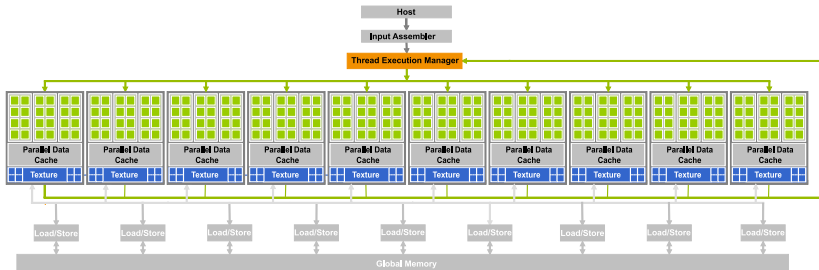 Host
Input Assembler
Thread Execution Manager
Parallel Data Cache
Parallel Data Cache
Parallel Data Cache
Parallel Data Cache
Parallel Data Cache
Parallel Data Cache
Parallel Data Cache
Parallel Data Cache
Parallel Data Cache
Parallel Data Cache
Texture Texture Texture Texture Texture Texture Texture Texture Texture Texture
Load/Store Load/Store Load/Store Load/Store Load/Store Load/Store Load/Store Load/Store Load/Store
Global Memory